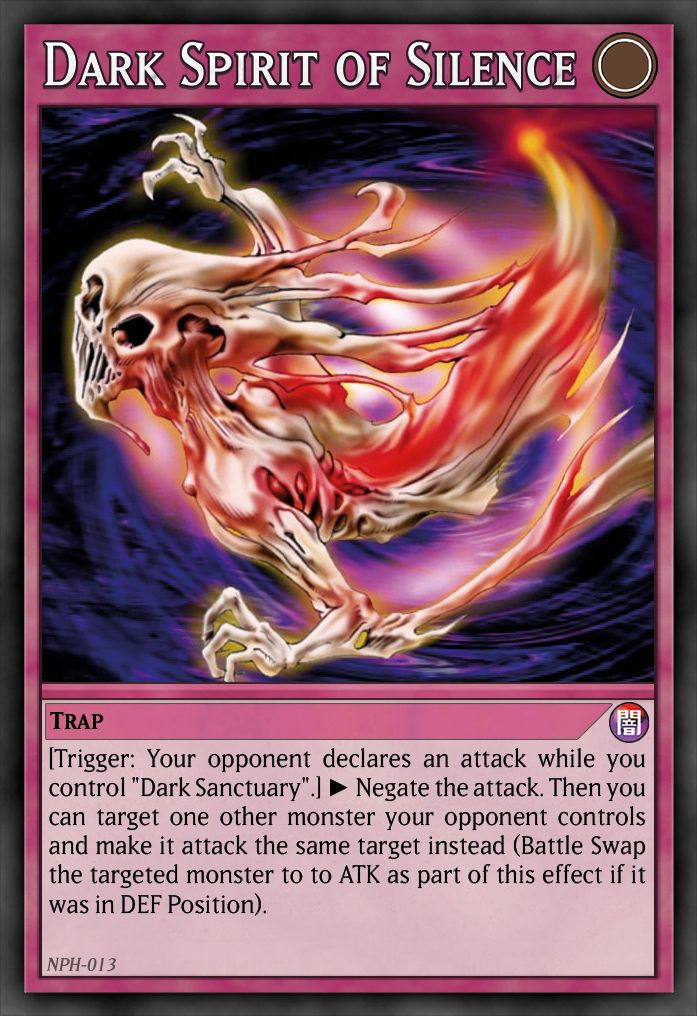 Dark Spirit of Silence
Trap
闇
[Trigger: Your opponent declares an attack while you
control "Dark Sanctuary".] ► Negate the attack. Then you
can target one other monster your opponent controls
and make it attack the same target instead (Battle Swap
the targeted monster to to ATK as part of this effect if it
was in DEF Position).
NPH-013